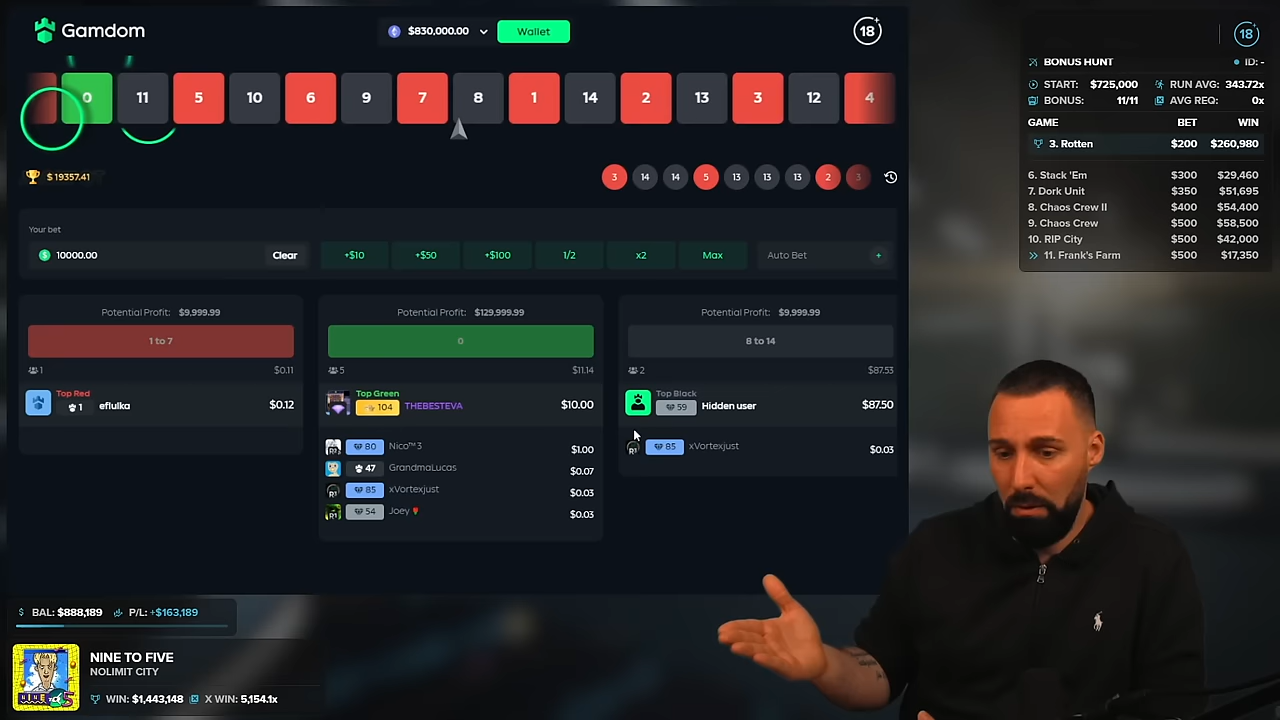 Gamdom
$830,000.00
Wallet
18+
0 11 5 10 6 9 7 8 1 14 2 13 3 12 4
$ 19357.41
3 14 14 5 13 13 13 2 3
Your bet
10000.00 Clear +$10 +$50 +$100 1/2 x2 Max Auto Bet +
Potential Profit: $9,999.99
1 to 7
1 $0.11
Top Red
1 eflulka $0.12
Potential Profit: $129,999.99
0
5 $11.14
Top Green
104 THEBESTEVA $10.00
R1 80 Nico™3 $1.00
47 GrandmaLucas $0.07
R1 85 xVortexjust $0.03
R1 54 Joey🌹 $0.03
Potential Profit: $9,999.99
8 to 14
2 $87.53
Top Black
59 Hidden user $87.50
R1 85 xVortexjust $0.03
18+
BONUS HUNT ID: -
START: $725,000 RUN AVG: 343.72x
BONUS: 11/11 AVG REQ: 0x
GAME BET WIN
3. Rotten $200 $260,980
6. Stack 'Em $300 $29,460
7. Dork Unit $350 $51,695
8. Chaos Crew II $400 $54,400
9. Chaos Crew $500 $58,500
10. RIP City $500 $42,000
11. Frank's Farm $500 $17,350
$ BAL: $888,189 P/L: +$163,189
NINE TO FIVE
NOLIMIT CITY
WIN: $1,443,148 X WIN: 5,154.1x